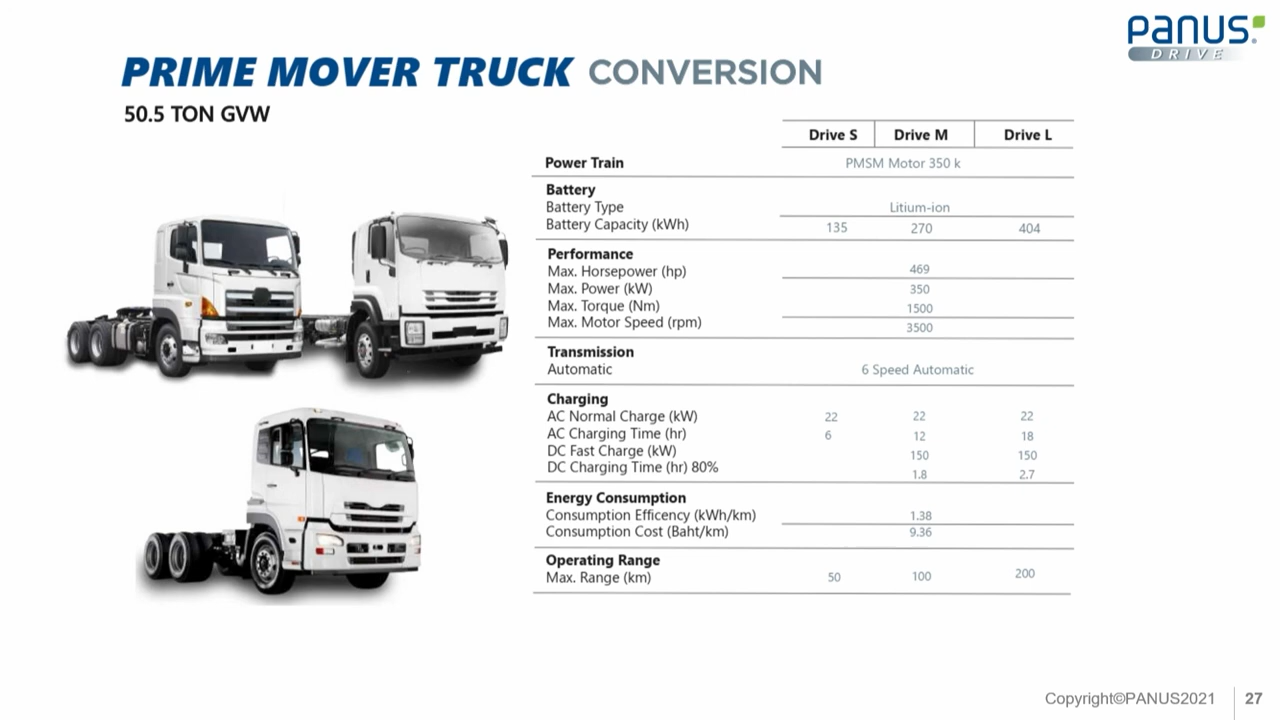 Panus
DRIVE
PRIME MOVER TRUCK CONVERSION
50.5 TON GVW
Drive S Drive M Drive L
Power Train PMSM Motor 350 k
Battery
Battery Type Litium-ion
Battery Capacity (kWh) 135 270 404
Performance
Max. Horsepower (hp) 469
Max. Power (kW) 350
Max. Torque (Nm) 1500
Max. Motor Speed (rpm) 3500
Transmission
Automatic 6 Speed Automatic
Charging
AC Normal Charge (kW) 22 22 22
AC Charging Time (hr) 6 12 18
DC Fast Charge (kW) 150 150
DC Charging Time (hr) 80% 1.8 2.7
Energy Consumption
Consumption Efficency (kWh/km) 1.38
Consumption Cost (Baht/km) 9.36
Operating Range
Max. Range (km) 50 100 200
Copyright©PANUS2021 27